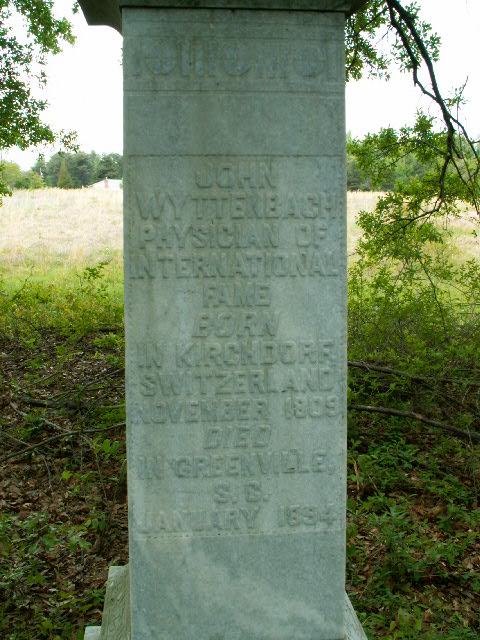 JOHN
WYTTENBACH
PHYSICIAN OF
INTERNATIONAL
FAME
BORN
IN KIRCHDORF,
SWITZERLAND
NOVEMBER 1809
DIED
IN GREENVILLE,
S. C.
JANUARY 1894